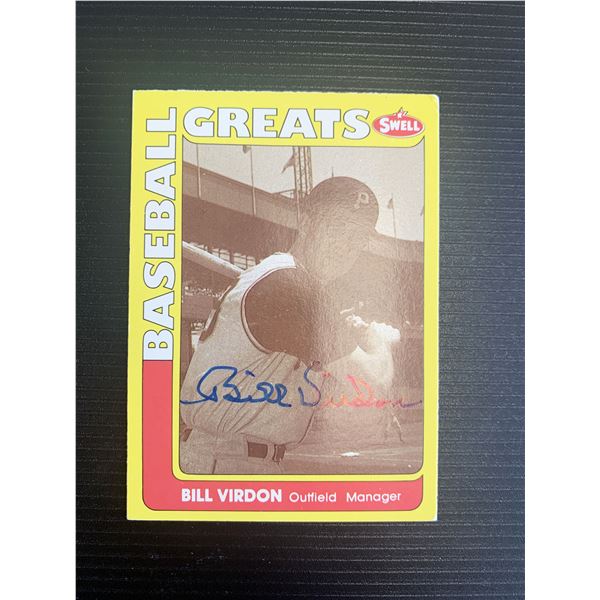 BASEBALL
GREATS
SWELL
P
Bill Virdon
BILL VIRDON Outfield Manager